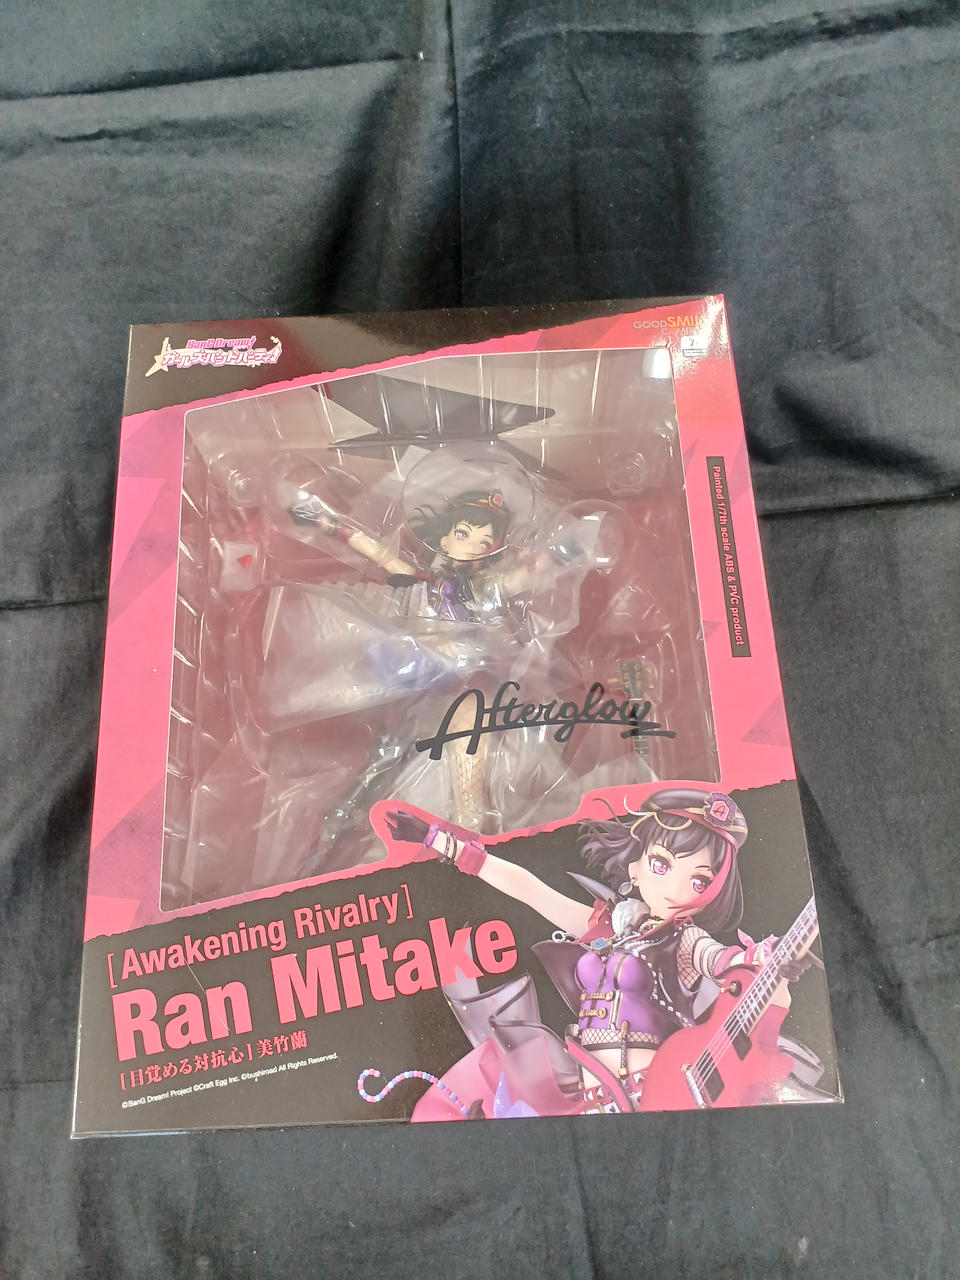 BanG Dream!
ガールズバンドパーティ!
GOOD SMILE
Painted 1/7th scale ABS & PVC product
Afterglow
[Awakening Rivalry]
Ran Mitake
[目覚める対抗心] 美竹蘭
©BanG Dream! Project ©Craft Egg Inc. ©bushiroad All Rights Reserved.